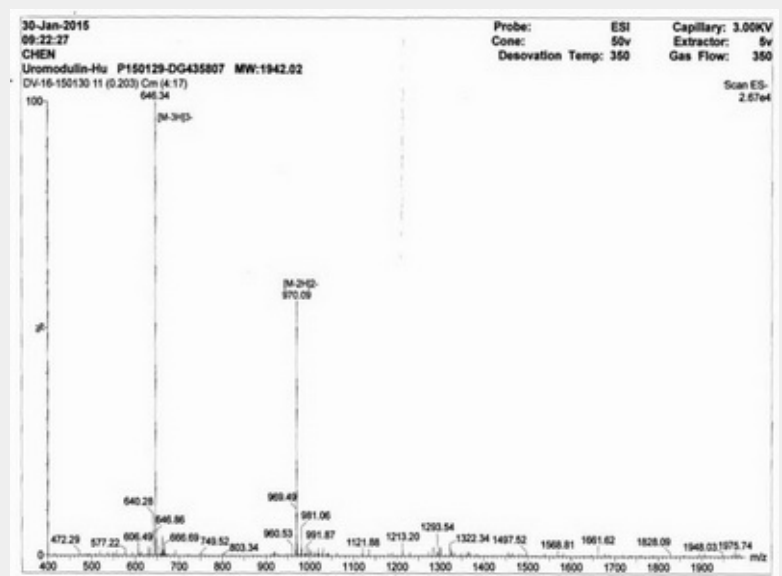 30-Jan-2015
09:22:27
CHEN
Uromodulin-Hu P150129-DG435807 MW:1942.02
DV-16-150130 11 (0.203) Cm (4:17)
Probe: ESI Capillary: 3.00KV
Cone: 50v Extractor: 5v
Desovation Temp: 350 Gas Flow: 350
Scan ES-
2.67e4
646.34
100
[M-3H]3-
[M-2H]2-
970.09
%
640.28
969.49
646.86
981.06
472.29
577.22
606.49
666.69
749.52
803.34
960.53
991.87
1121.88
1213.20
1293.54
1322.34
1497.52
1568.81
1661.62
1828.09
1948.03
1975.74
0
m/z
400 500 600 700 800 900 1000 1100 1200 1300 1400 1500 1600 1700 1800 1900